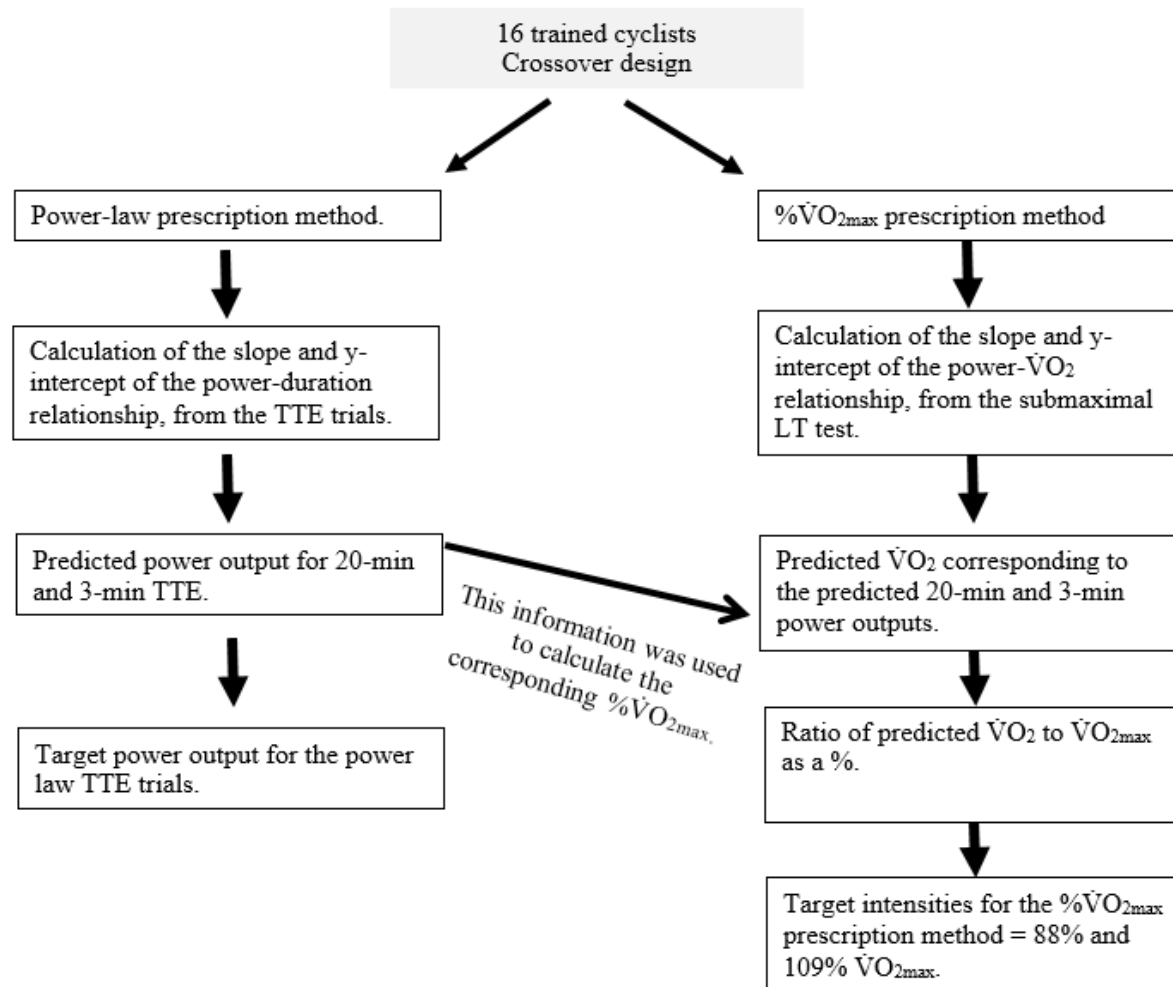 16 trained cyclists
Crossover design
Power-law prescription method.
Calculation of the slope and y-
intercept of the power-duration
relationship, from the TTE trials.
Predicted power output for 20-min
and 3-min TTE.
Target power output for the power
law TTE trials.
This information was used
to calculate the
corresponding %V̇O₂max.
%V̇O₂max prescription method
Calculation of the slope and y-
intercept of the power-V̇O₂
relationship, from the submaximal
LT test.
Predicted V̇O₂ corresponding to
the predicted 20-min and 3-min
power outputs.
Ratio of predicted V̇O₂ to V̇O₂max
as a %.
Target intensities for the %V̇O₂max
prescription method = 88% and
109% V̇O₂max.